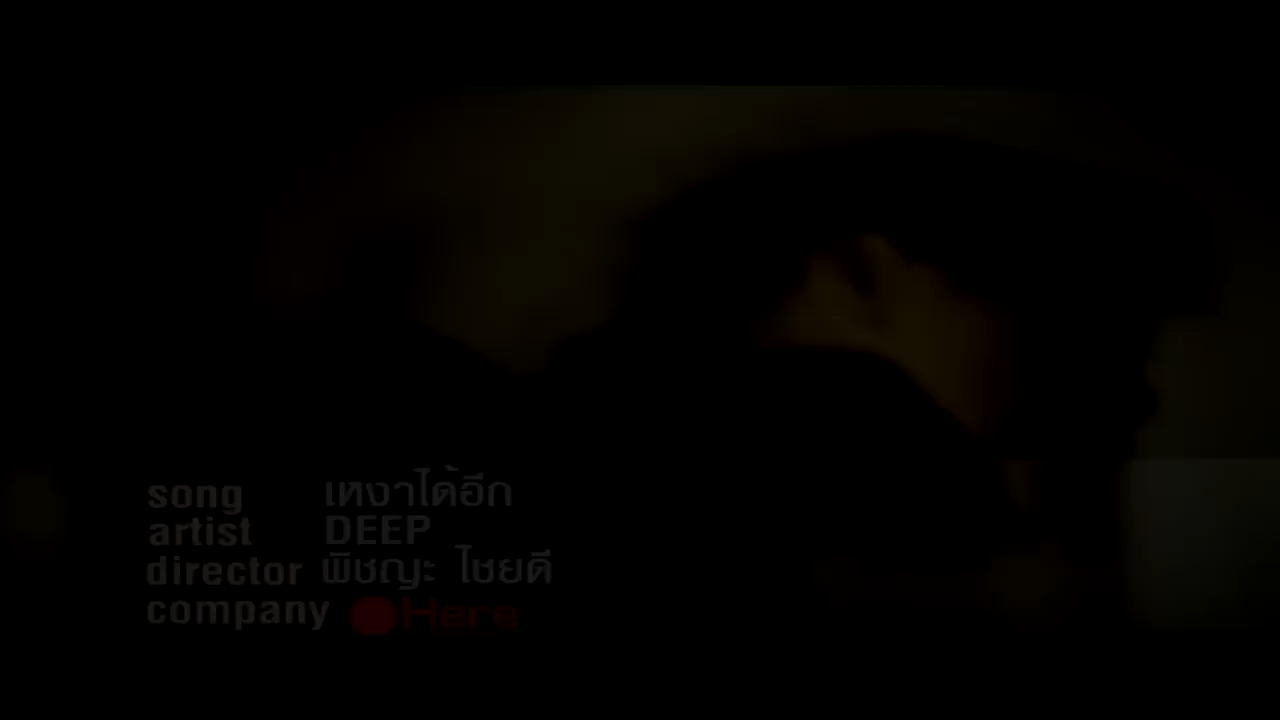 song เหงาได้อีก
artist DEEP
director พิชญะ ไชยดี
company Here